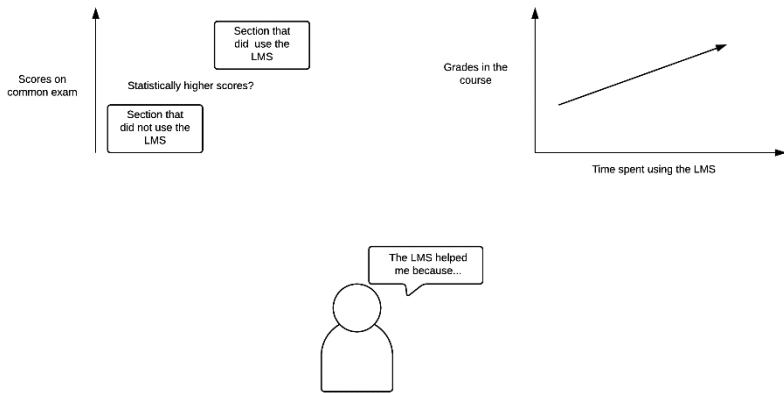 Section that
did use the
LMS
Scores on
common exam
Statistically higher scores?
Section that
did not use the
LMS
Grades in the
course
Time spent using the LMS
The LMS helped
me because...